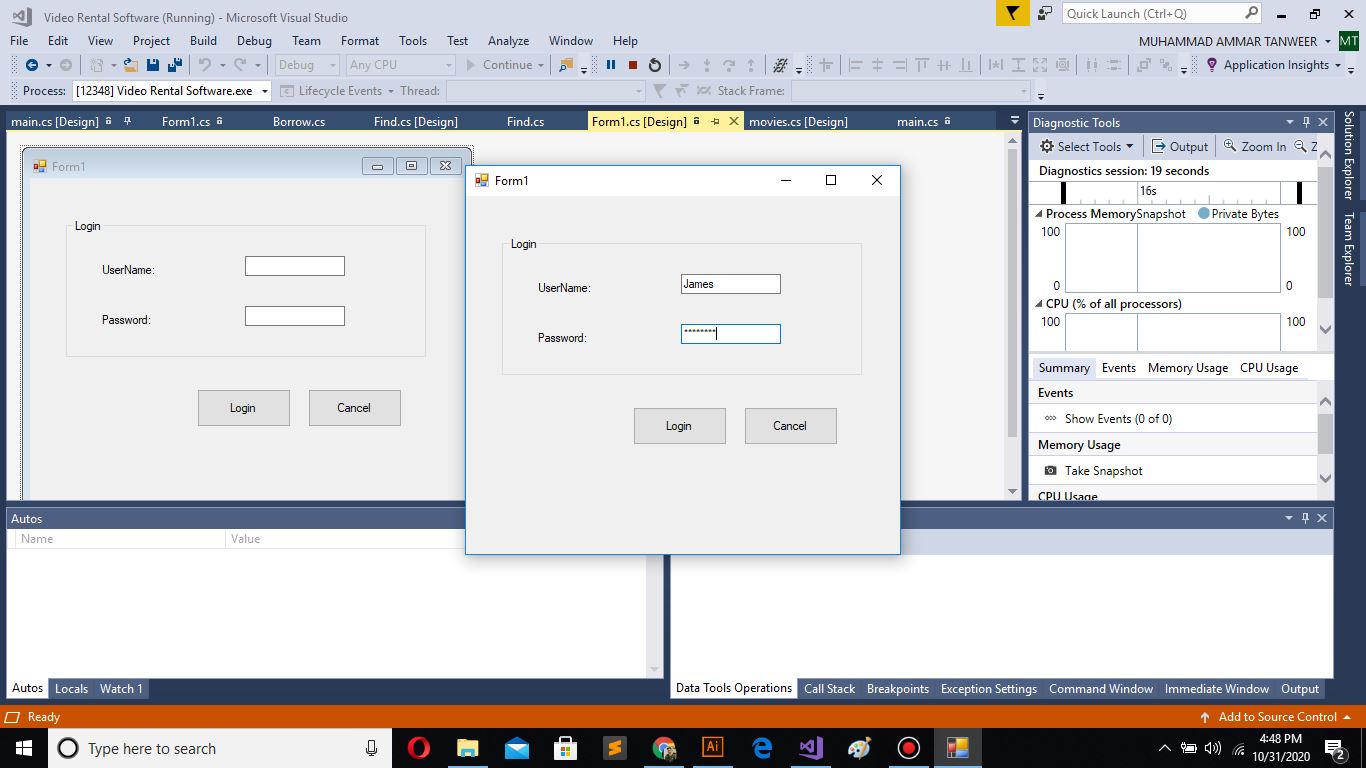 Video Rental Software (Running) - Microsoft Visual Studio
Quick Launch (Ctrl+Q)
File Edit View Project Build Debug Team Format Tools Test Analyze Window Help
MUHAMMAD AMMAR TANWEER MT
Debug Any CPU Continue Application Insights
Process: [12348] Video Rental Software.exe Lifecycle Events Thread: Stack Frame:
main.cs [Design] Form1.cs Borrow.cs Find.cs [Design] Find.cs Form1.cs [Design] movies.cs [Design] main.cs
Form1
Login
UserName:
Password:
Login Cancel
Form1
Login
UserName: James
Password: ********
Login Cancel
Diagnostic Tools
Select Tools Output Zoom In Z
Diagnostics session: 19 seconds
16s
Process Memory Snapshot Private Bytes
100 100
0 0
CPU (% of all processors)
100 100
Summary Events Memory Usage CPU Usage
Events
Show Events (0 of 0)
Memory Usage
Take Snapshot
CPU Usage
Solution Explorer
Team Explorer
Autos
Name Value
Autos Locals Watch 1
Data Tools Operations Call Stack Breakpoints Exception Settings Command Window Immediate Window Output
Ready
Add to Source Control
Type here to search
Ai
4:48 PM
10/31/2020
2